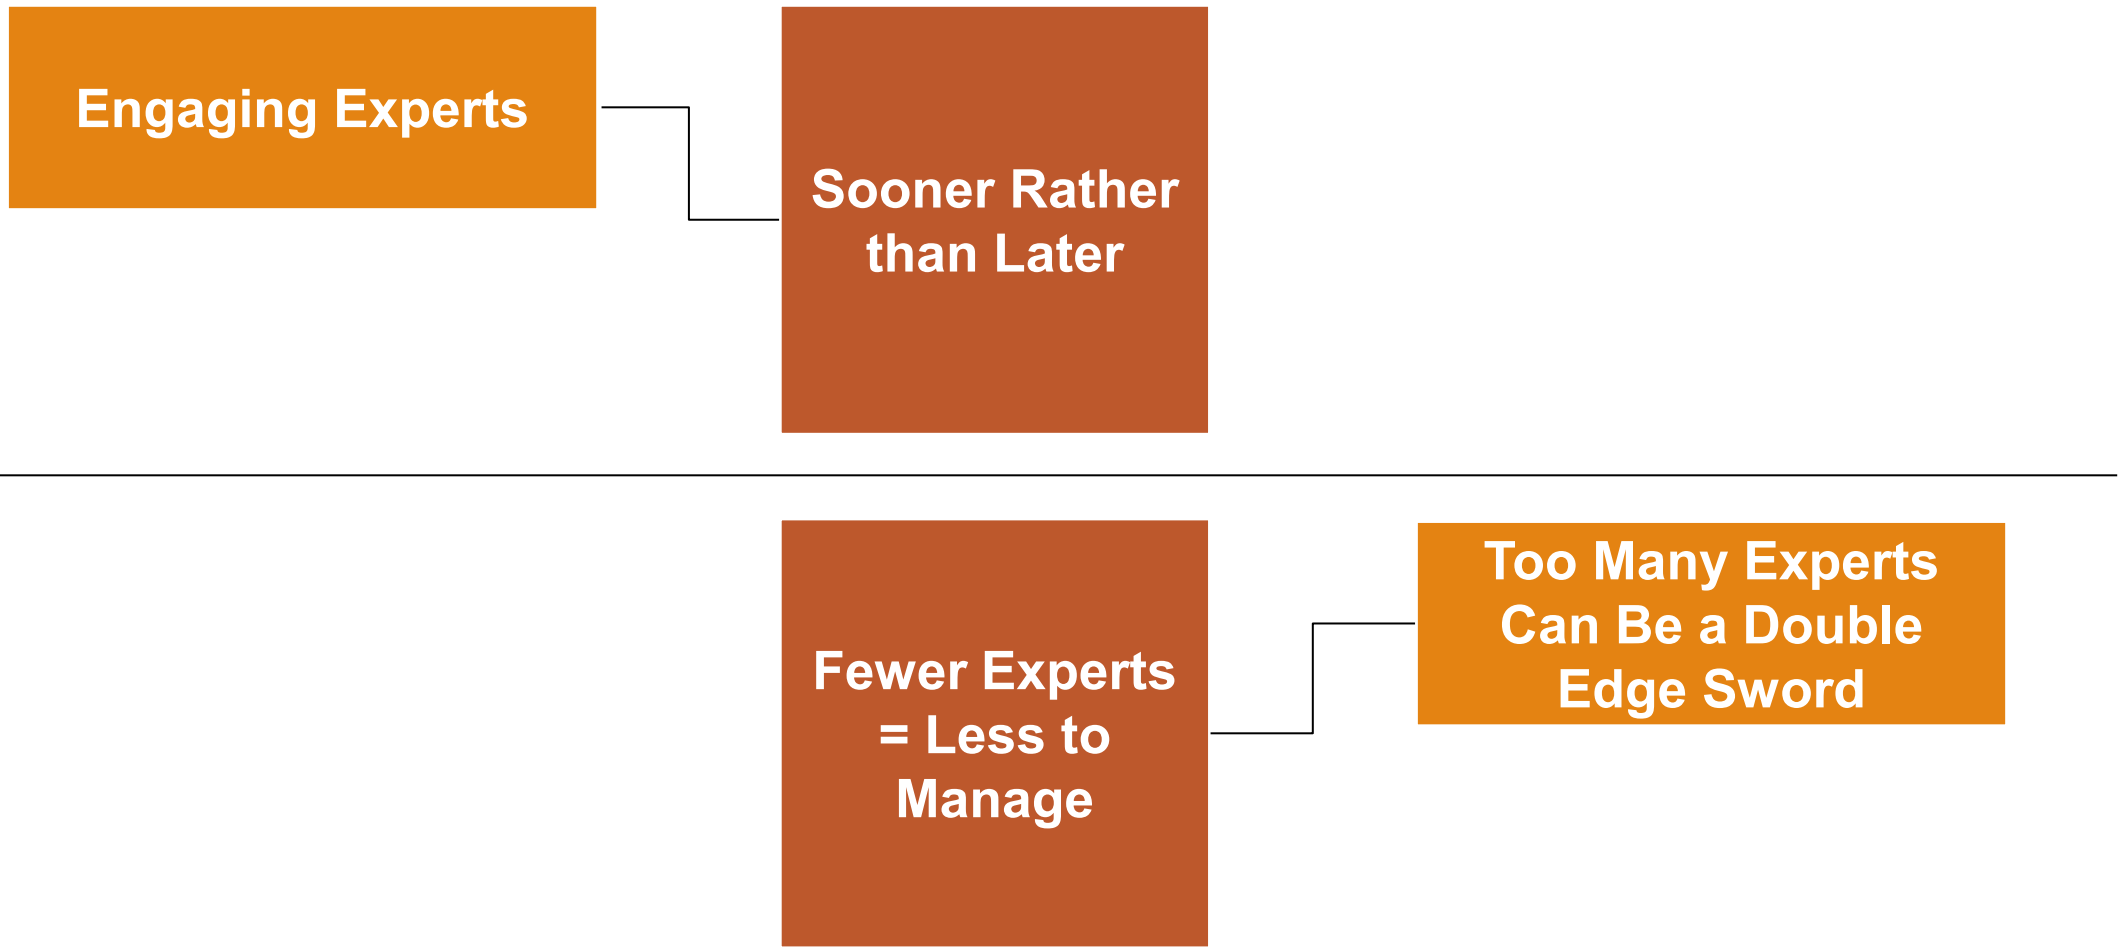 Engaging Experts
Sooner Rather
than Later
Fewer Experts
= Less to
Manage
Too Many Experts
Can Be a Double
Edge Sword